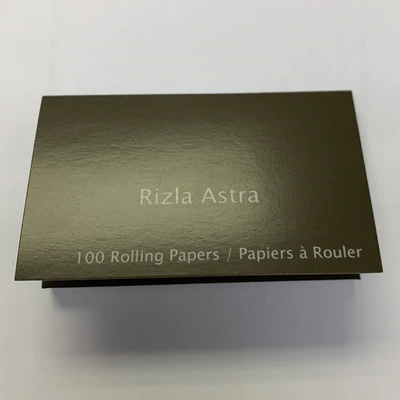 Rizla Astra
100 Rolling Papers / Papiers à Rouler